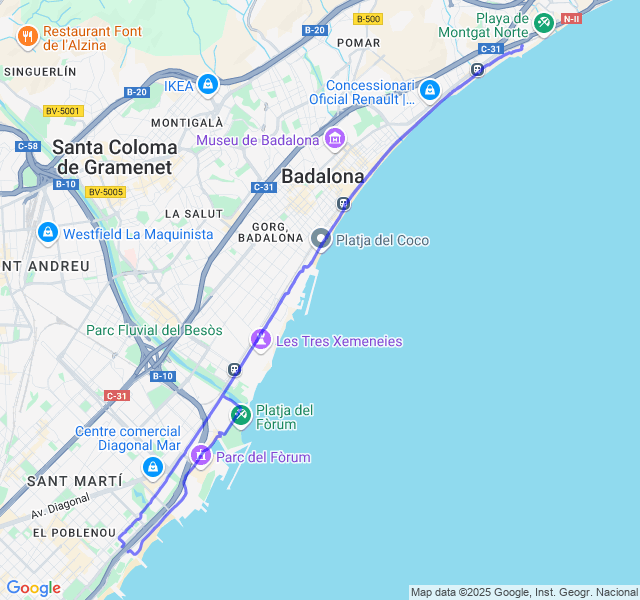 Restaurant Font
de l'Alzina
SINGUERLÍN
B-20
B-500
POMAR
Playa de
Montgat Norte
N-II
C-31
IKEA
B-20
BV-5001
Concessionari
Oficial Renault |...
MONTIGALÀ
Museu de Badalona
C-58
Santa Coloma
de Gramenet
B-10
BV-5005
C-31
Badalona
LA SALUT
GORG,
BADALONA
Westfield La Maquinista
Platja del Coco
NT ANDREU
Parc Fluvial del Besòs
Les Tres Xemeneies
B-10
C-31
Platja del
Fòrum
Centre comercial
Diagonal Mar
Parc del Fòrum
SANT MARTÍ
Av. Diagonal
EL POBLENOU
Google
Map data ©2025 Google, Inst. Geogr. Nacional